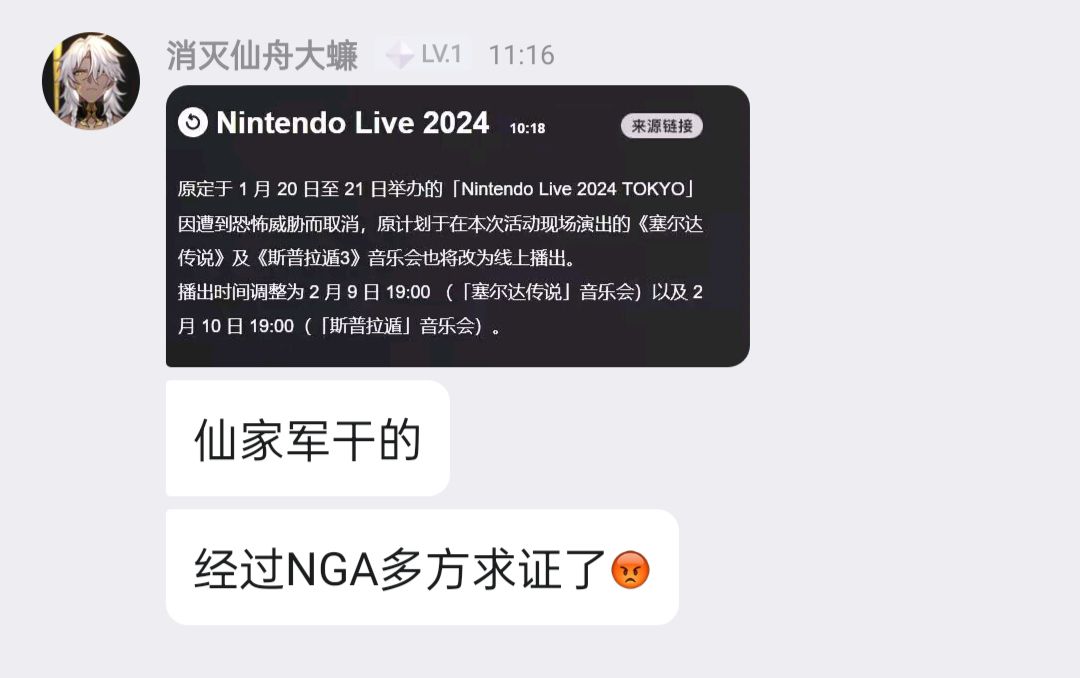 消灭仙舟大蠊 LV.1 11:16
Nintendo Live 2024 10:18 来源链接
原定于 1 月 20 日至 21 日举办的「Nintendo Live 2024 TOKYO」
因遭到恐怖威胁而取消，原计划于在本次活动现场演出的《塞尔达
传说》及《斯普拉遁3》音乐会也将改为线上播出。
播出时间调整为 2 月 9 日 19:00 （「塞尔达传说」音乐会）以及 2
月 10 日 19:00（「斯普拉遁」音乐会）。
仙家军干的
经过NGA多方求证了😡